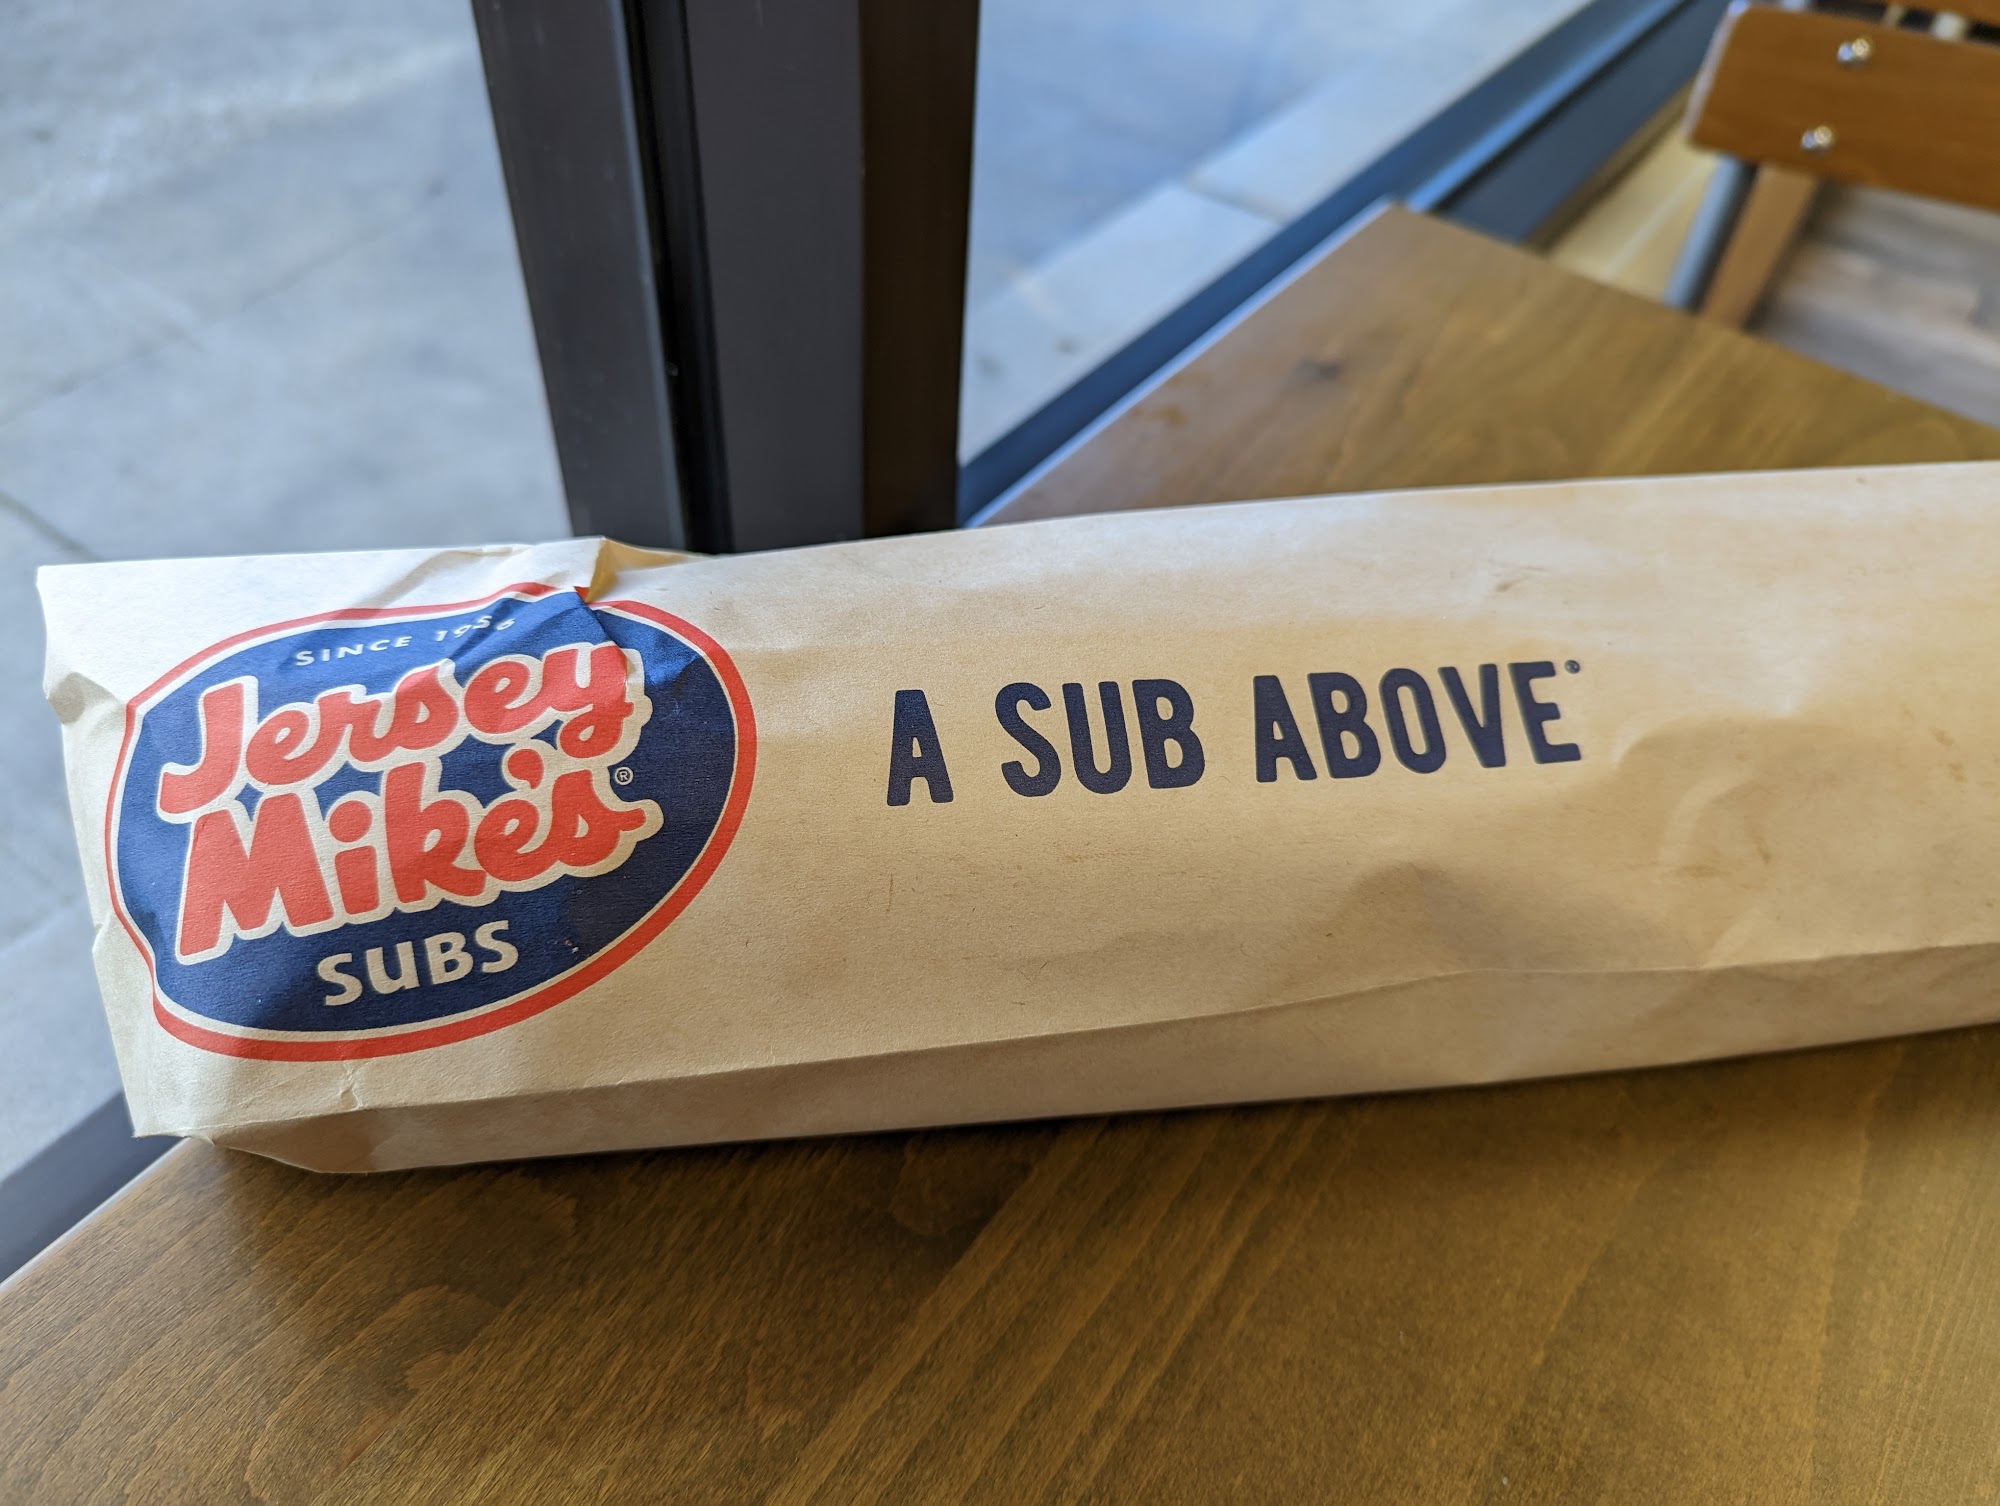 SINCE 1956
Jersey
Mike's®
SUBS
A SUB ABOVE®